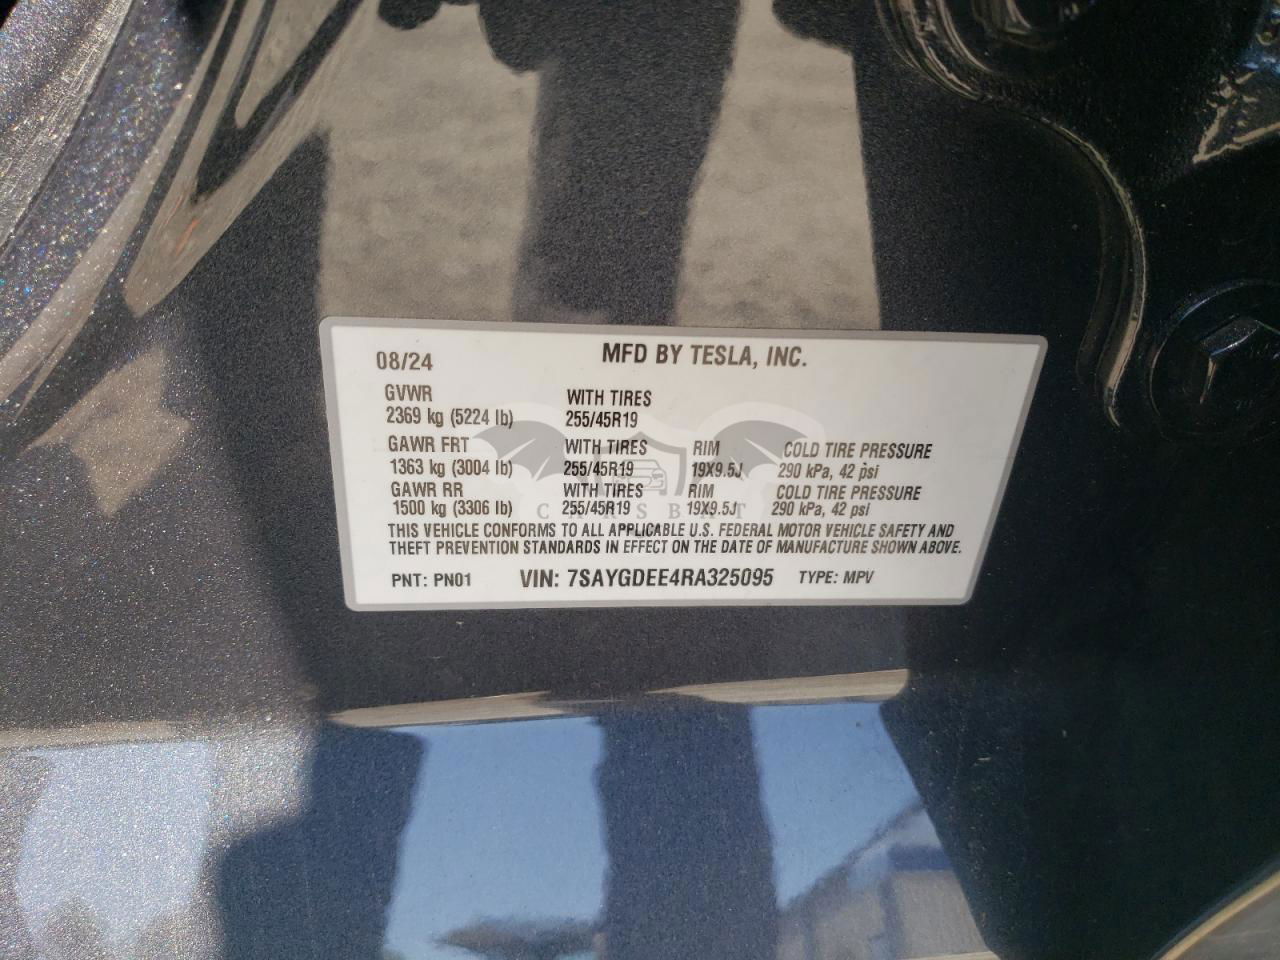 08/24 MFD BY TESLA, INC.
GVWR WITH TIRES
2369 kg (5224 lb) 255/45R19
GAWR FRT WITH TIRES RIM COLD TIRE PRESSURE
1363 kg (3004 lb) 255/45R19 19X9.5J 290 kPa, 42 psi
GAWR RR WITH TIRES RIM COLD TIRE PRESSURE
1500 kg (3306 lb) 255/45R19 19X9.5J 290 kPa, 42 psi
CARSBAT
THIS VEHICLE CONFORMS TO ALL APPLICABLE U.S. FEDERAL MOTOR VEHICLE SAFETY AND
THEFT PREVENTION STANDARDS IN EFFECT ON THE DATE OF MANUFACTURE SHOWN ABOVE.
PNT: PN01 VIN: 7SAYGDEE4RA325095 TYPE: MPV